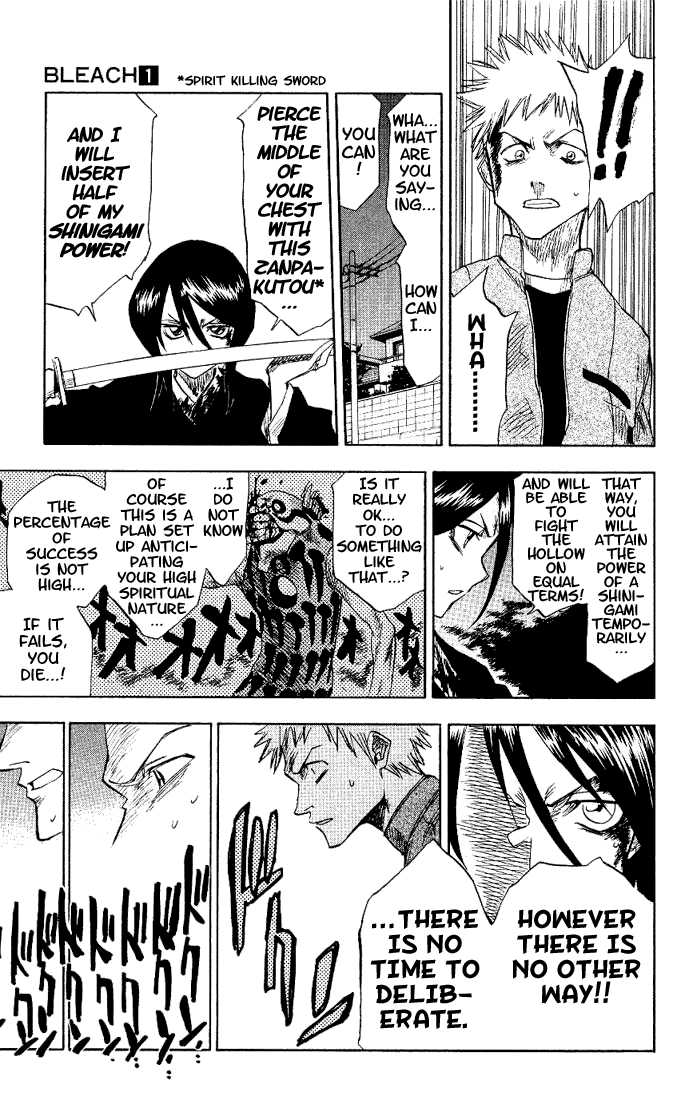 BLEACH 1
*SPIRIT KILLING SWORD
!!
WHA.........
WHA...
WHAT
ARE
YOU
SAY-
ING...
HOW
CAN
I...
YOU
CAN
!
PIERCE
THE
MIDDLE
OF
YOUR
CHEST
WITH
THIS
ZANPA-
KUTOU*
...
AND I
WILL
INSERT
HALF
OF MY
SHINIGAMI
POWER!
THAT
WAY,
YOU
WILL
ATTAIN
THE
POWER
OF A
SHINI-
GAMI
TEMPO-
RARILY
...
AND WILL
BE ABLE
TO
FIGHT
THE
HOLLOW
ON
EQUAL
TERMS!
IS IT
REALLY
OK...
TO DO
SOMETHING
LIKE
THAT...?
...I
DO
NOT
KNOW
OF
COURSE
THIS IS A
PLAN SET
UP ANTICI-
PATING
YOUR HIGH
SPIRITUAL
NATURE
...
THE
PERCENTAGE
OF
SUCCESS
IS NOT
HIGH...
IF IT
FAILS,
YOU
DIE...!
オオオオ
HOWEVER
THERE IS
NO OTHER
WAY!!
...THERE
IS NO
TIME TO
DELIB-
ERATE.